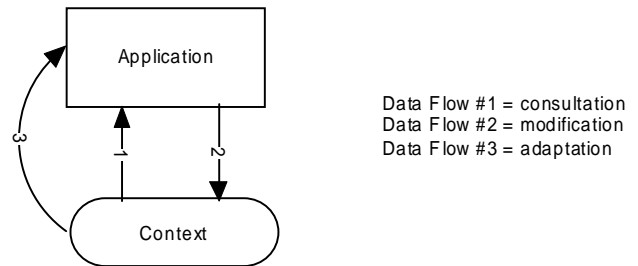 Application
3
1
2
Context
Data Flow #1 = consultation
Data Flow #2 = modification
Data Flow #3 = adaptation